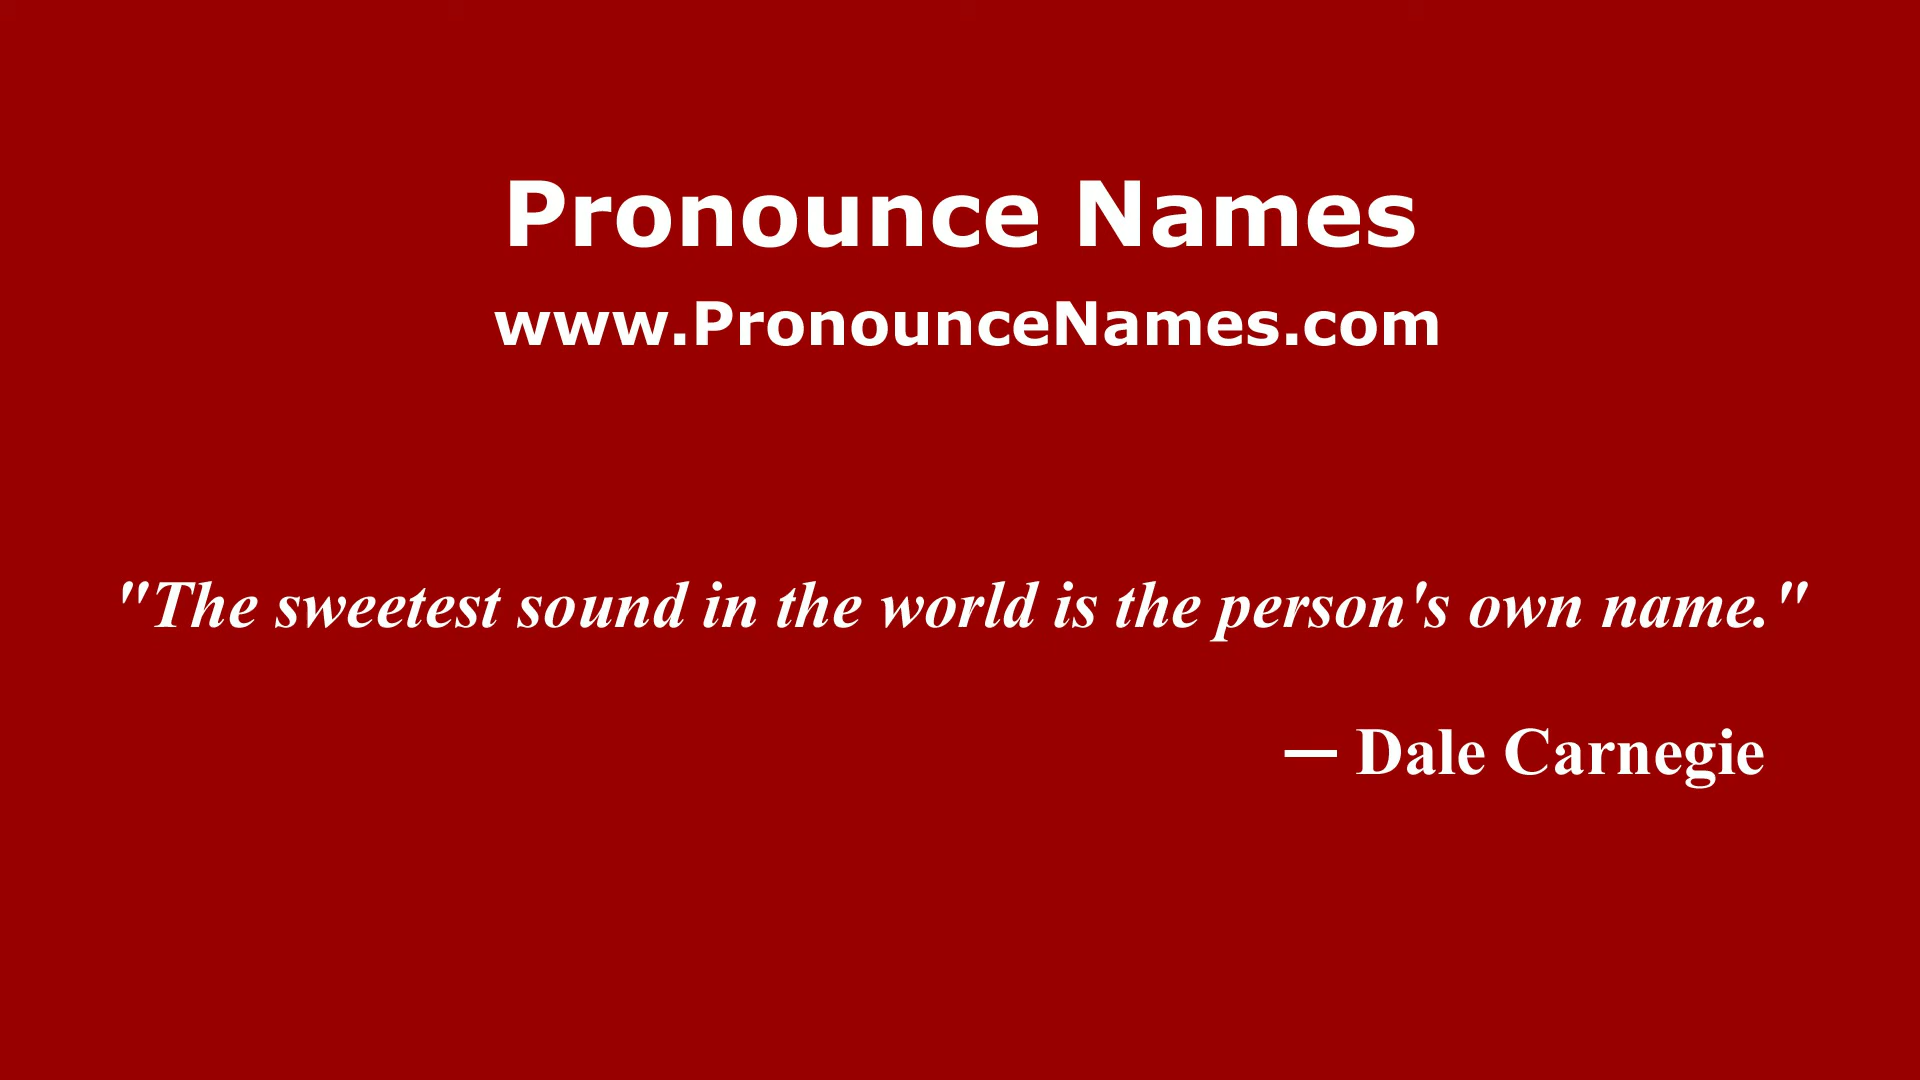 Pronounce Names
www.PronounceNames.com
"The sweetest sound in the world is the person's own name."
— Dale Carnegie